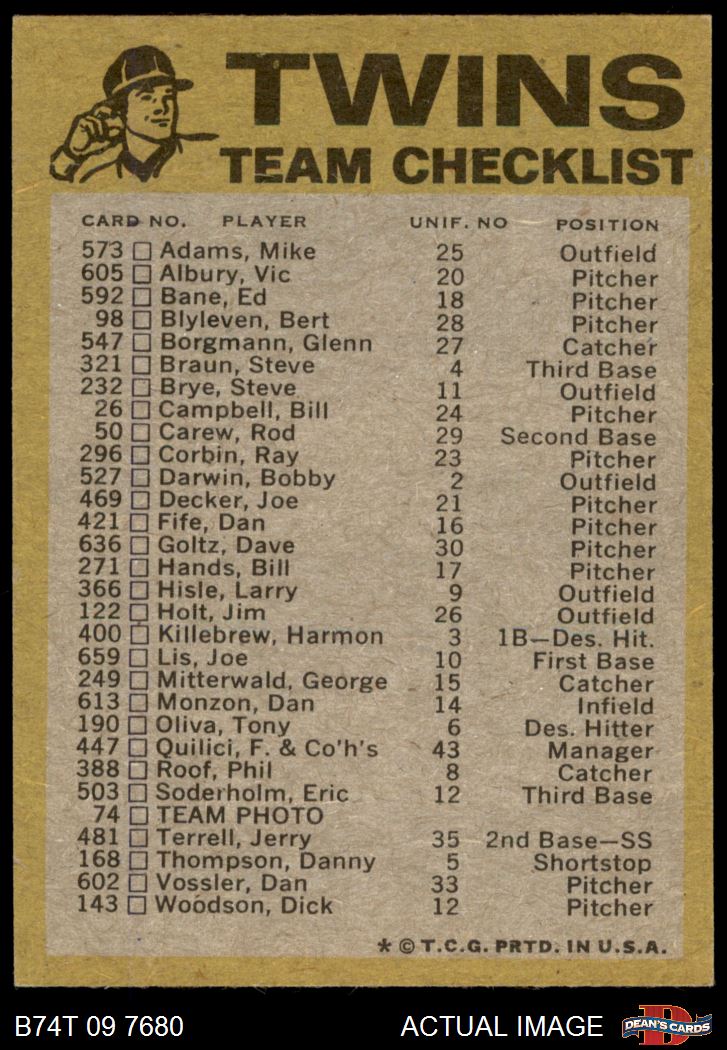 TWINS
TEAM CHECKLIST
CARD NO. PLAYER UNIF. NO POSITION
573 Adams, Mike 25 Outfield
605 Albury, Vic 20 Pitcher
592 Bane, Ed 18 Pitcher
98 Blyleven, Bert 28 Pitcher
547 Borgmann, Glenn 27 Catcher
321 Braun, Steve 4 Third Base
232 Brye, Steve 11 Outfield
26 Campbell, Bill 24 Pitcher
50 Carew, Rod 29 Second Base
296 Corbin, Ray 23 Pitcher
527 Darwin, Bobby 2 Outfield
469 Decker, Joe 21 Pitcher
421 Fife, Dan 16 Pitcher
636 Goltz, Dave 30 Pitcher
271 Hands, Bill 17 Pitcher
366 Hisle, Larry 9 Outfield
122 Holt, Jim 26 Outfield
400 Killebrew, Harmon 3 1B—Des. Hit.
659 Lis, Joe 10 First Base
249 Mitterwald, George 15 Catcher
613 Monzon, Dan 14 Infield
190 Oliva, Tony 6 Des. Hitter
447 Quilici, F. & Co'h's 43 Manager
388 Roof, Phil 8 Catcher
503 Soderholm, Eric 12 Third Base
74 TEAM PHOTO
481 Terrell, Jerry 35 2nd Base—SS
168 Thompson, Danny 5 Shortstop
602 Vossler, Dan 33 Pitcher
143 Woodson, Dick 12 Pitcher
* © T.C.G. PRTD. IN U.S.A.
B74T 09 7680 ACTUAL IMAGE DEAN'S CARDS